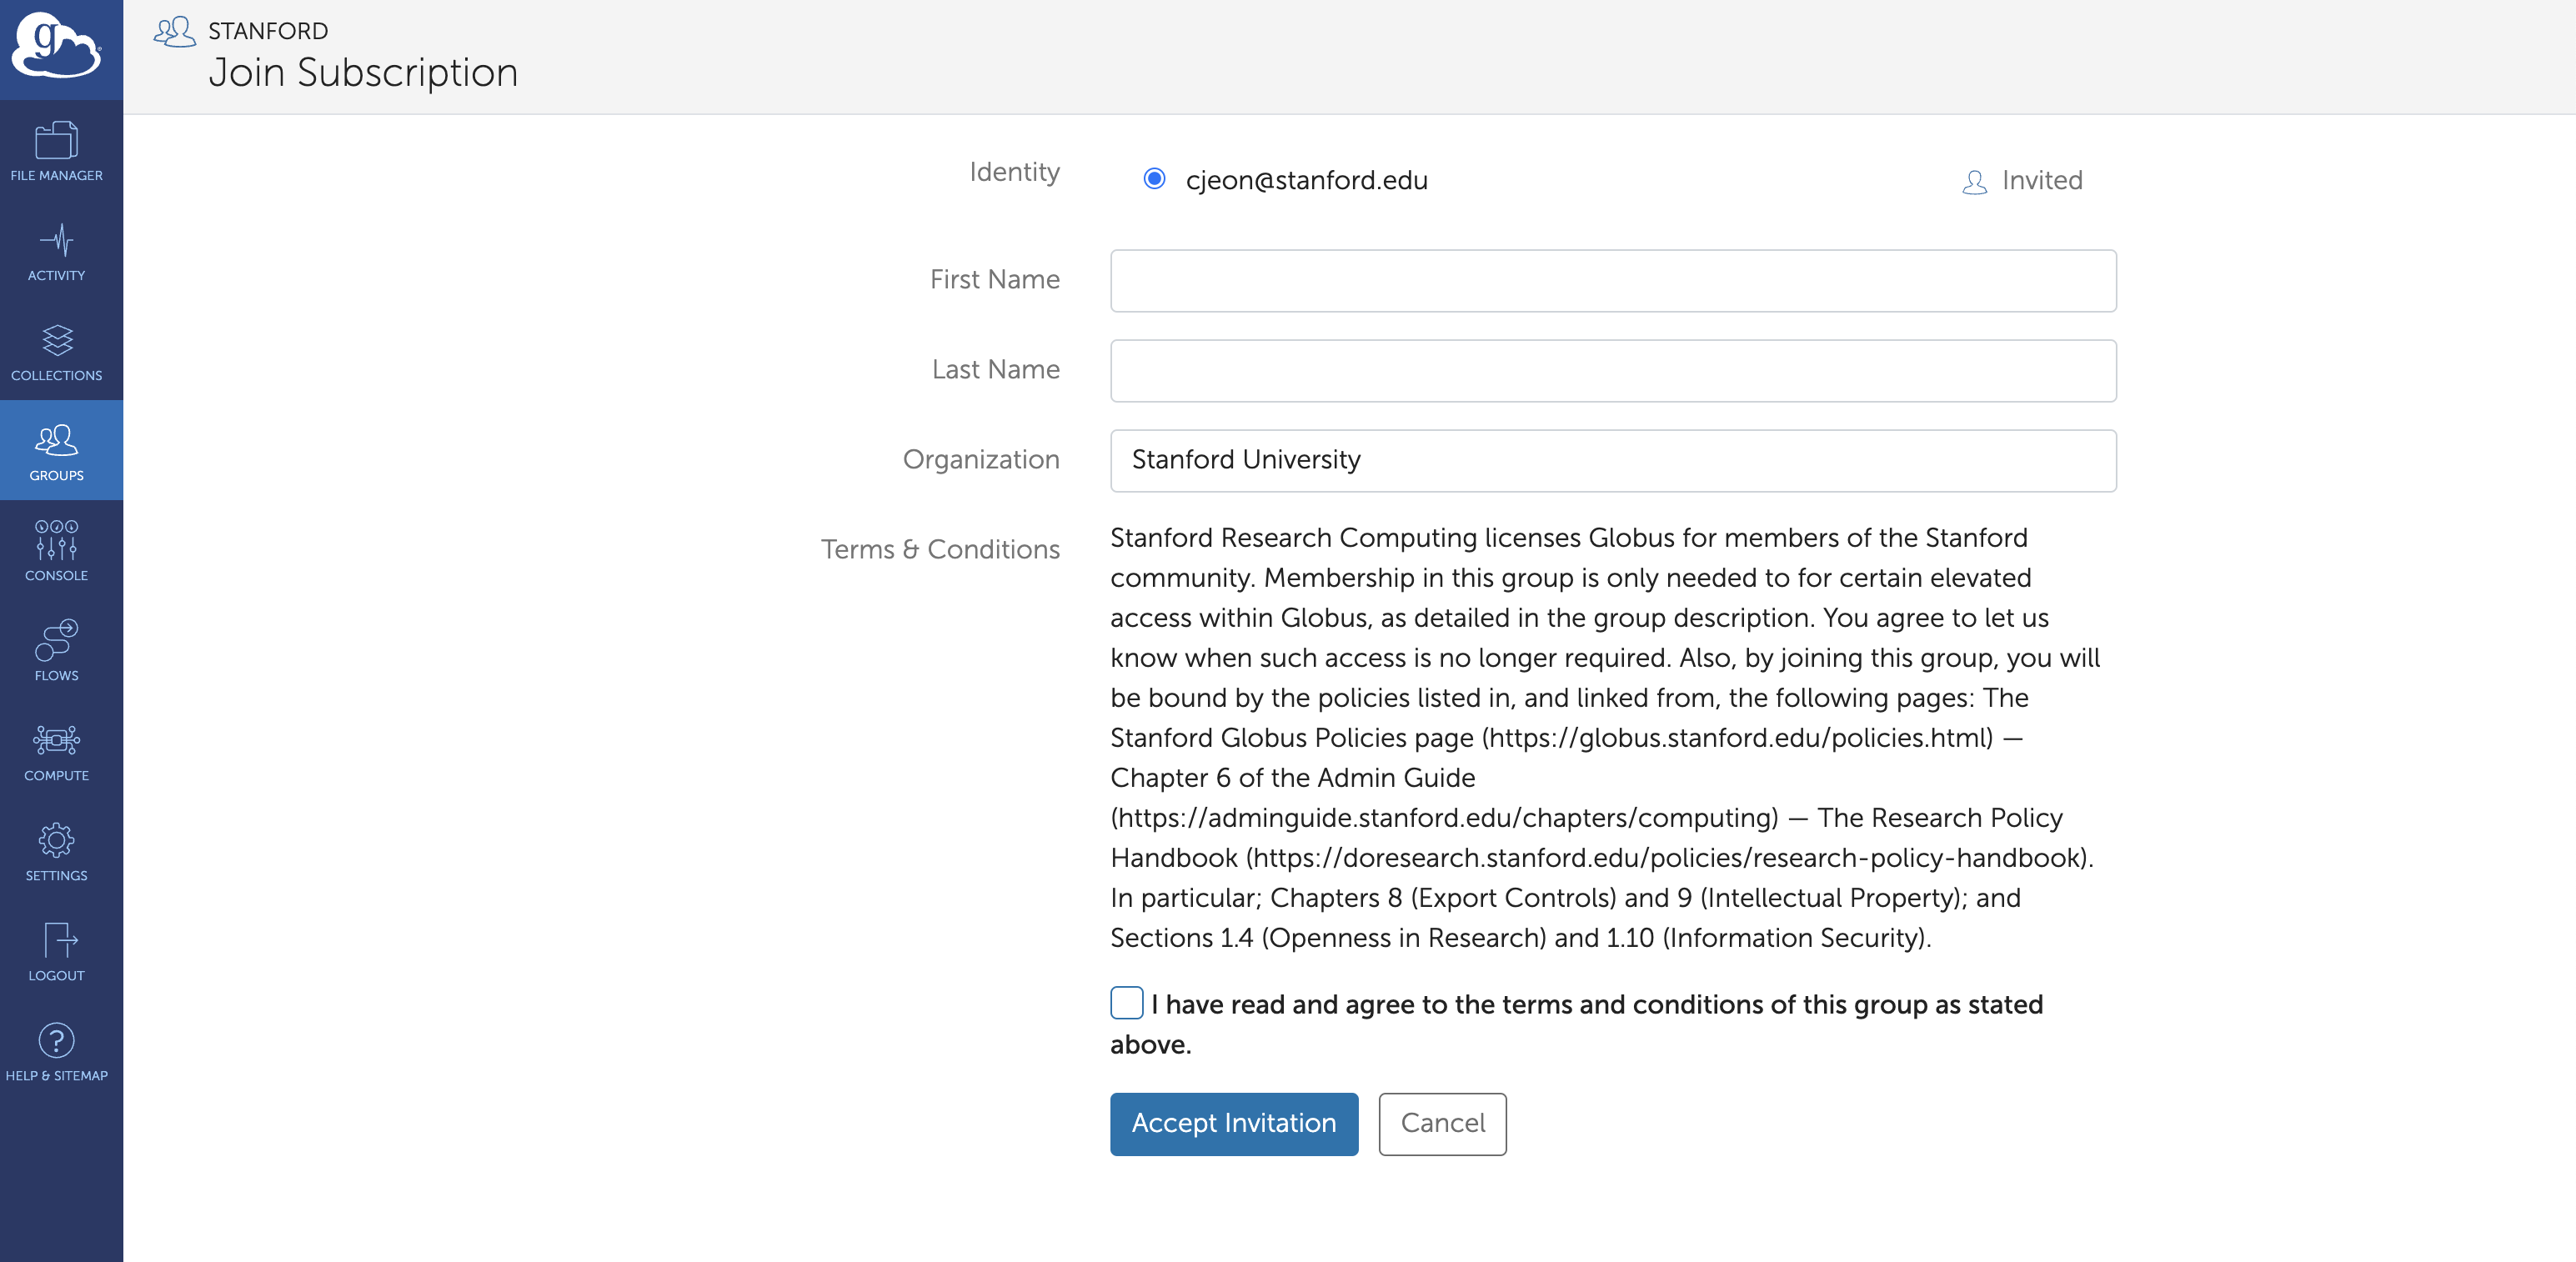 g
STANFORD
Join Subscription
FILE MANAGER
ACTIVITY
COLLECTIONS
GROUPS
CONSOLE
FLOWS
COMPUTE
SETTINGS
LOGOUT
HELP & SITEMAP
Identity
cjeon@stanford.edu
Invited
First Name
Last Name
Organization
Stanford University
Terms & Conditions
Stanford Research Computing licenses Globus for members of the Stanford
community. Membership in this group is only needed to for certain elevated
access within Globus, as detailed in the group description. You agree to let us
know when such access is no longer required. Also, by joining this group, you will
be bound by the policies listed in, and linked from, the following pages: The
Stanford Globus Policies page (https://globus.stanford.edu/policies.html) —
Chapter 6 of the Admin Guide
(https://adminguide.stanford.edu/chapters/computing) — The Research Policy
Handbook (https://doresearch.stanford.edu/policies/research-policy-handbook).
In particular; Chapters 8 (Export Controls) and 9 (Intellectual Property); and
Sections 1.4 (Openness in Research) and 1.10 (Information Security).
I have read and agree to the terms and conditions of this group as stated
above.
Accept Invitation
Cancel